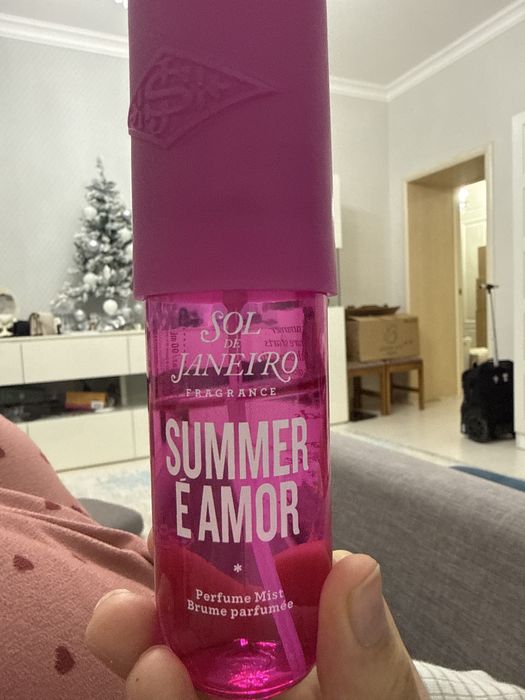 SOL
DE
JANEIRO
FRAGRANCE
SUMMER
É AMOR
*
Perfume Mist
Brume parfumée